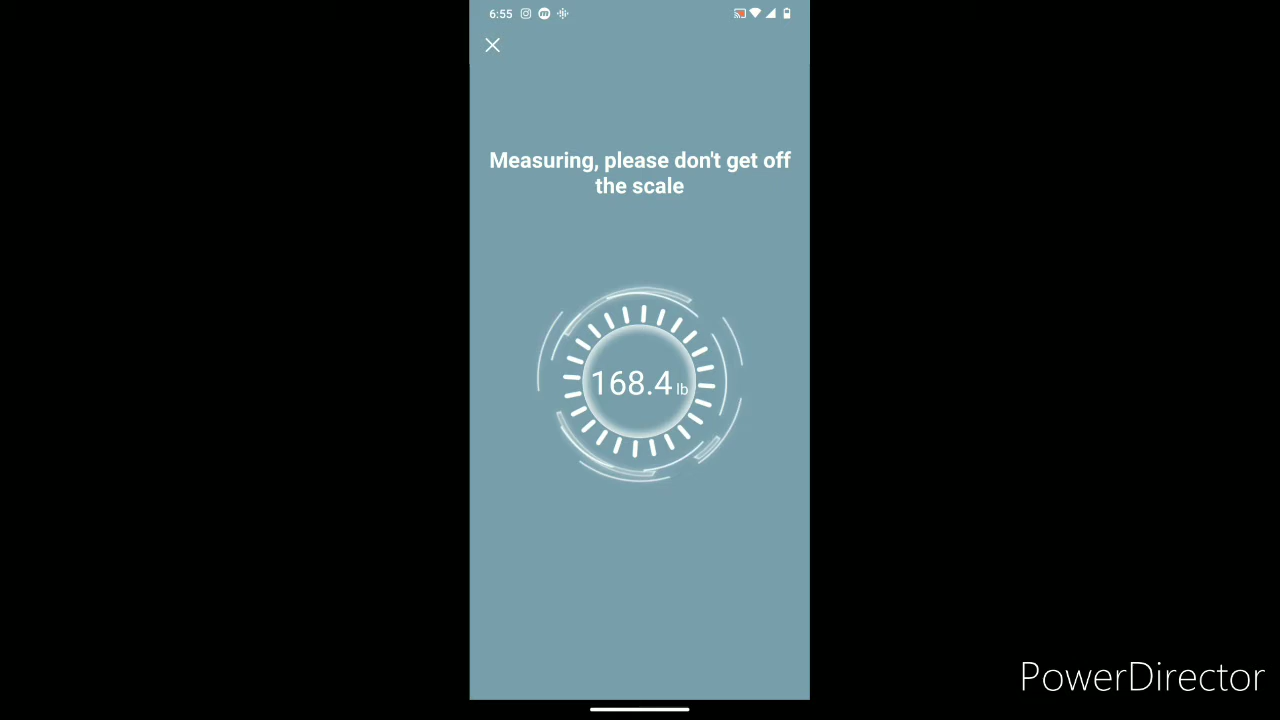 6:55
Measuring, please don't get off
the scale
168.4 lb
PowerDirector